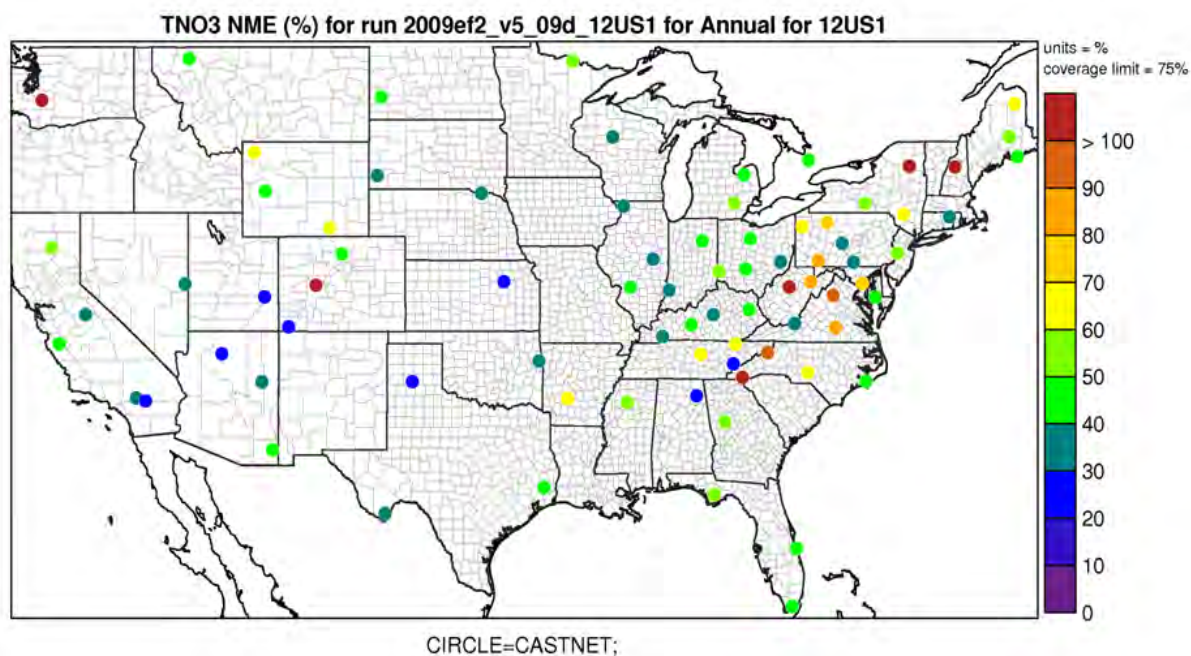 TNO3 NME (%) for run 2009ef2_v5_09d_12US1 for Annual for 12US1
units = %
coverage limit = 75%
> 100
90
80
70
60
50
40
30
20
10
0
CIRCLE=CASTNET;